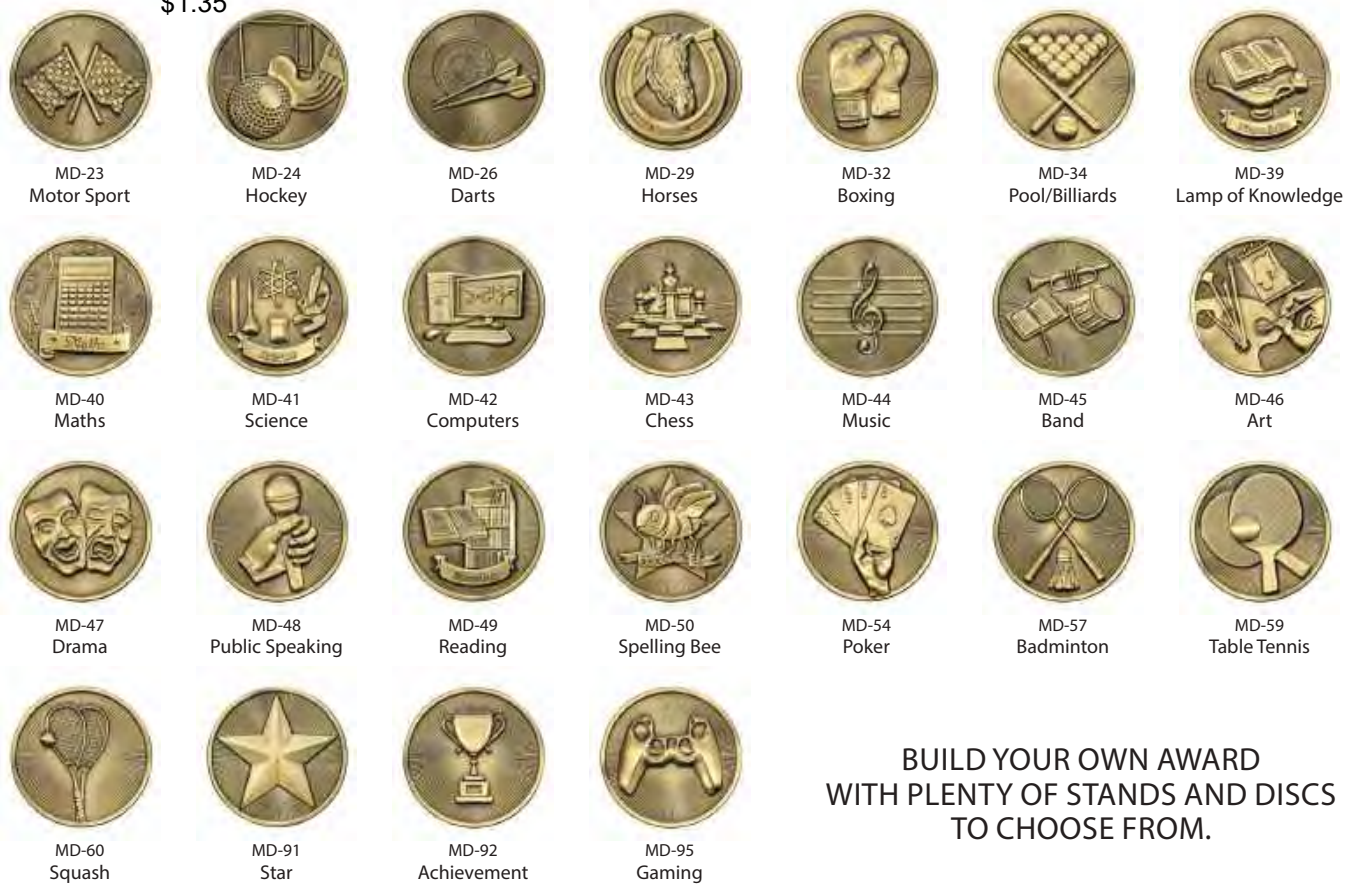 $1.35
MD-23
Motor Sport
MD-24
Hockey
MD-26
Darts
MD-29
Horses
MD-32
Boxing
MD-34
Pool/Billiards
MD-39
Lamp of Knowledge
MD-40
Maths
MD-41
Science
MD-42
Computers
MD-43
Chess
MD-44
Music
MD-45
Band
MD-46
Art
MD-47
Drama
MD-48
Public Speaking
MD-49
Reading
MD-50
Spelling Bee
MD-54
Poker
MD-57
Badminton
MD-59
Table Tennis
MD-60
Squash
MD-91
Star
MD-92
Achievement
MD-95
Gaming
BUILD YOUR OWN AWARD
WITH PLENTY OF STANDS AND DISCS
TO CHOOSE FROM.